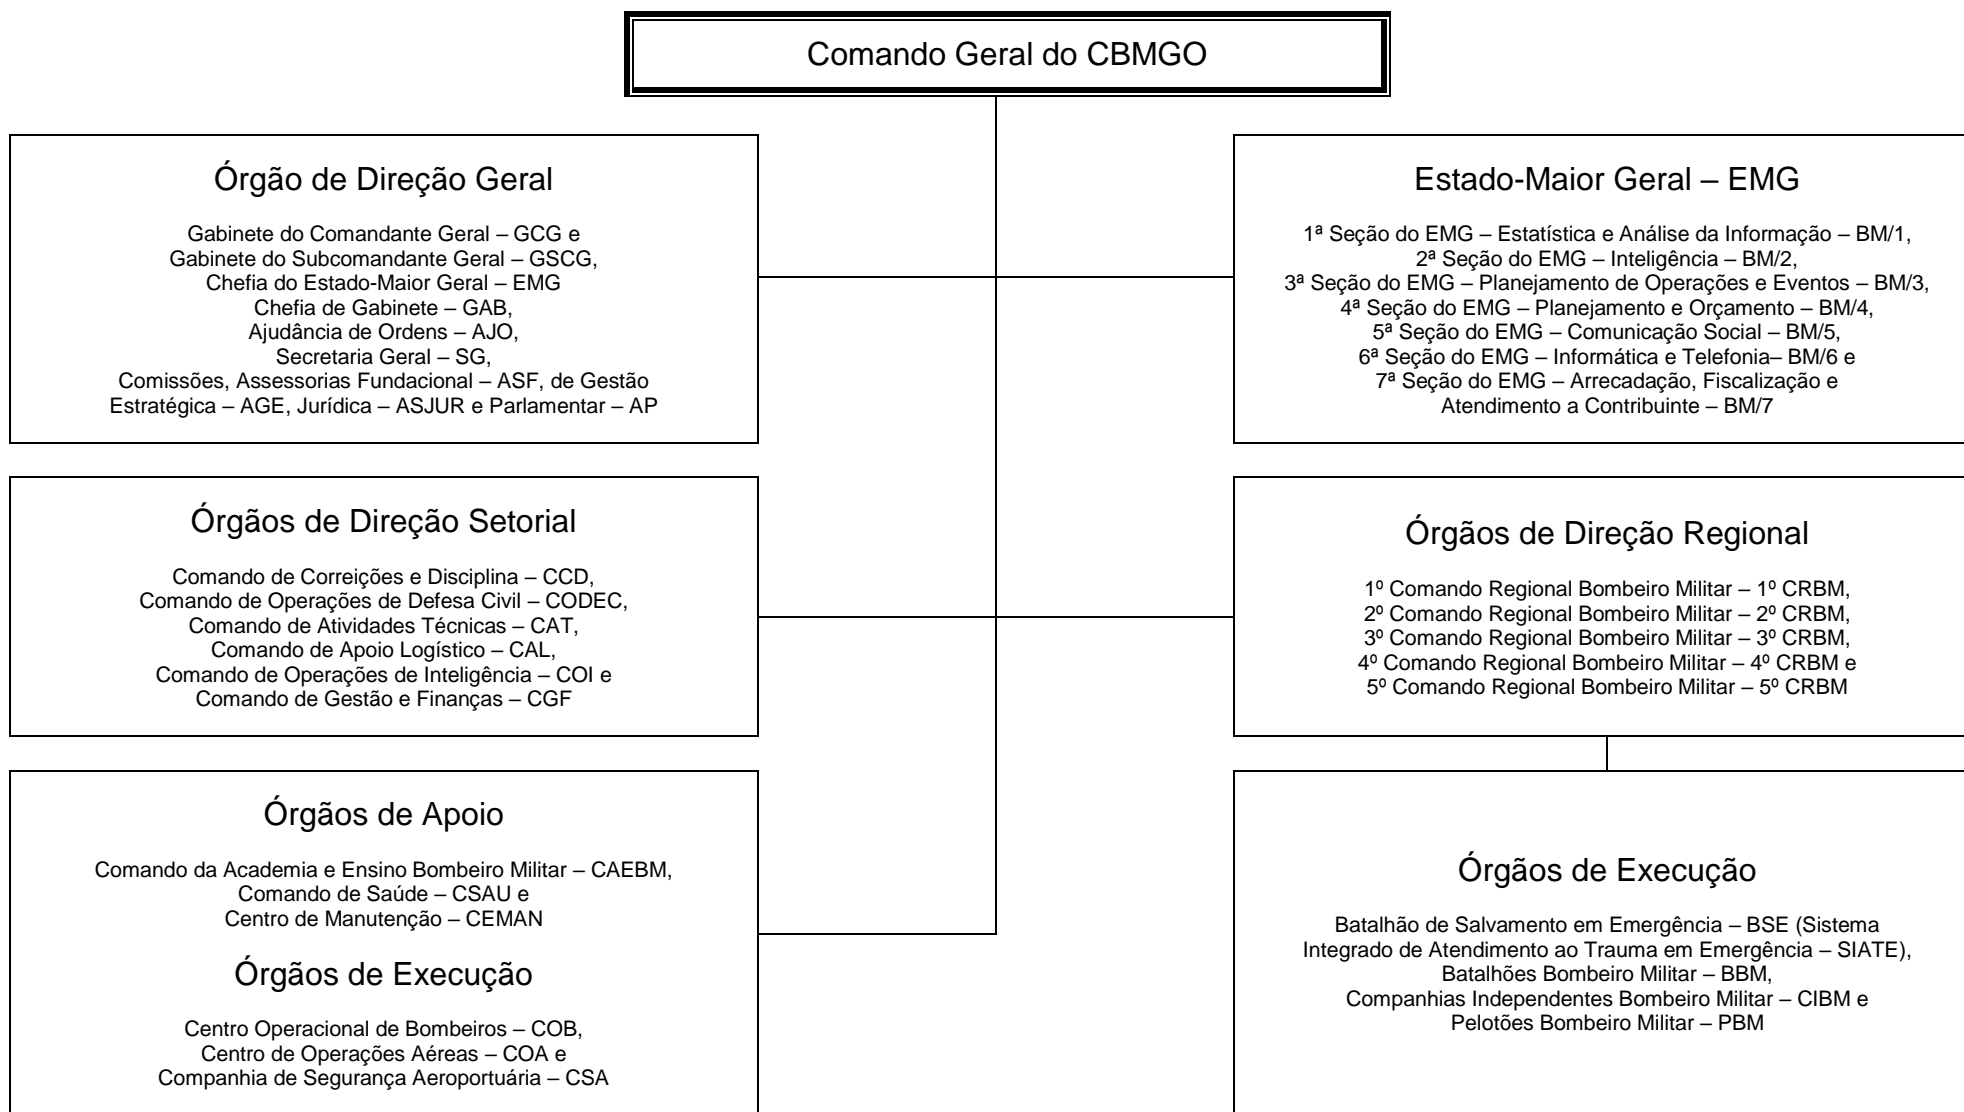 Comando Geral do CBMGO
Órgão de Direção Geral
Gabinete do Comandante Geral – GCG e
Gabinete do Subcomandante Geral – GSCG,
Chefia do Estado-Maior Geral – EMG
Chefia de Gabinete – GAB,
Ajudância de Ordens – AJO,
Secretaria Geral – SG,
Comissões, Assessorias Fundacional – ASF, de Gestão
Estratégica – AGE, Jurídica – ASJUR e Parlamentar – AP
Estado-Maior Geral – EMG
1ª Seção do EMG – Estatística e Análise da Informação – BM/1,
2ª Seção do EMG – Inteligência – BM/2,
3ª Seção do EMG – Planejamento de Operações e Eventos – BM/3,
4ª Seção do EMG – Planejamento e Orçamento – BM/4,
5ª Seção do EMG – Comunicação Social – BM/5,
6ª Seção do EMG – Informática e Telefonia– BM/6 e
7ª Seção do EMG – Arrecadação, Fiscalização e
Atendimento a Contribuinte – BM/7
Órgãos de Direção Setorial
Comando de Correições e Disciplina – CCD,
Comando de Operações de Defesa Civil – CODEC,
Comando de Atividades Técnicas – CAT,
Comando de Apoio Logístico – CAL,
Comando de Operações de Inteligência – COI e
Comando de Gestão e Finanças – CGF
Órgãos de Direção Regional
1º Comando Regional Bombeiro Militar – 1º CRBM,
2º Comando Regional Bombeiro Militar – 2º CRBM,
3º Comando Regional Bombeiro Militar – 3º CRBM,
4º Comando Regional Bombeiro Militar – 4º CRBM e
5º Comando Regional Bombeiro Militar – 5º CRBM
Órgãos de Apoio
Comando da Academia e Ensino Bombeiro Militar – CAEBM,
Comando de Saúde – CSAU e
Centro de Manutenção – CEMAN
Órgãos de Execução
Centro Operacional de Bombeiros – COB,
Centro de Operações Aéreas – COA e
Companhia de Segurança Aeroportuária – CSA
Órgãos de Execução
Batalhão de Salvamento em Emergência – BSE (Sistema
Integrado de Atendimento ao Trauma em Emergência – SIATE),
Batalhões Bombeiro Militar – BBM,
Companhias Independentes Bombeiro Militar – CIBM e
Pelotões Bombeiro Militar – PBM